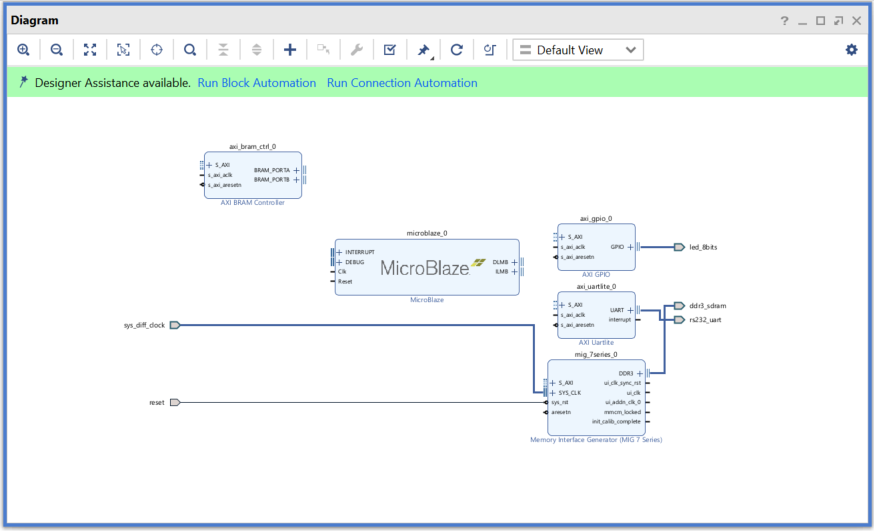 Diagram
Default View
Designer Assistance available. Run Block Automation Run Connection Automation
axi_bram_ctrl_0
S_AXI
s_axi_aclk
s_axi_aresetn
BRAM_PORTA
BRAM_PORTB
AXI BRAM Controller
microblaze_0
INTERRUPT
DEBUG
Clk
Reset
MicroBlaze
DLMB
ILMB
MicroBlaze
axi_gpio_0
S_AXI
s_axi_aclk
s_axi_aresetn
GPIO
AXI GPIO
led_8bits
axi_uartlite_0
S_AXI
s_axi_aclk
s_axi_aresetn
UART
interrupt
AXI Uartlite
ddr3_sdram
rs232_uart
sys_diff_clock
reset
mig_7series_0
S_AXI
SYS_CLK
sys_rst
aresetn
DDR3
ui_clk_sync_rst
ui_clk
ui_addn_clk_0
mmcm_locked
init_calib_complete
Memory Interface Generator (MIG 7 Series)